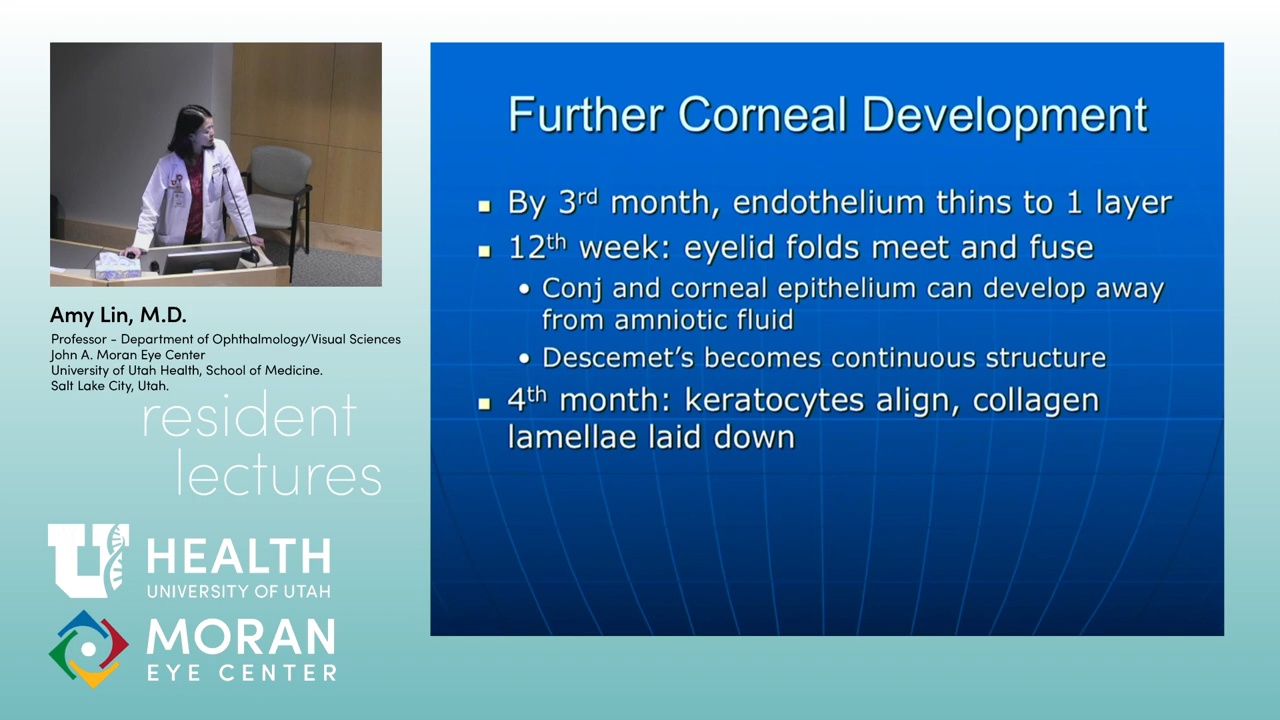 Further Corneal Development
By 3rd month, endothelium thins to 1 layer
12th week: eyelid folds meet and fuse
Conj and corneal epithelium can develop away
from amniotic fluid
Descemet's becomes continuous structure
4th month: keratocytes align, collagen
lamellae laid down
Amy Lin, M.D.
Professor - Department of Ophthalmology/Visual Sciences
John A. Moran Eye Center
University of Utah Health, School of Medicine.
Salt Lake City, Utah.
resident
lectures
U HEALTH
UNIVERSITY OF UTAH
MORAN
EYE CENTER